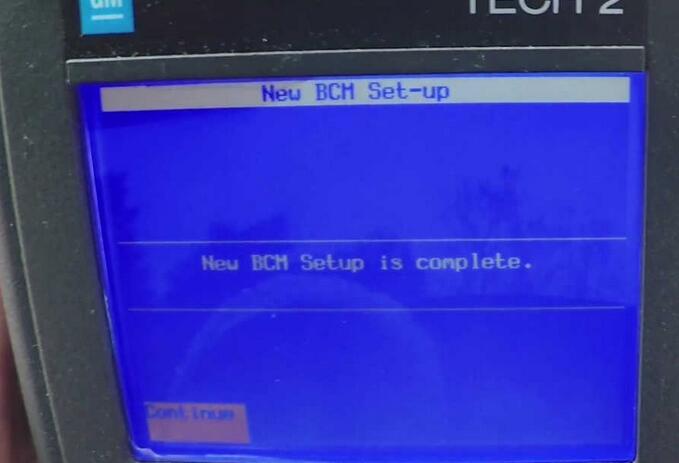 GM
TECH 2
New BCM Set-up
New BCM Setup is complete.
Continue